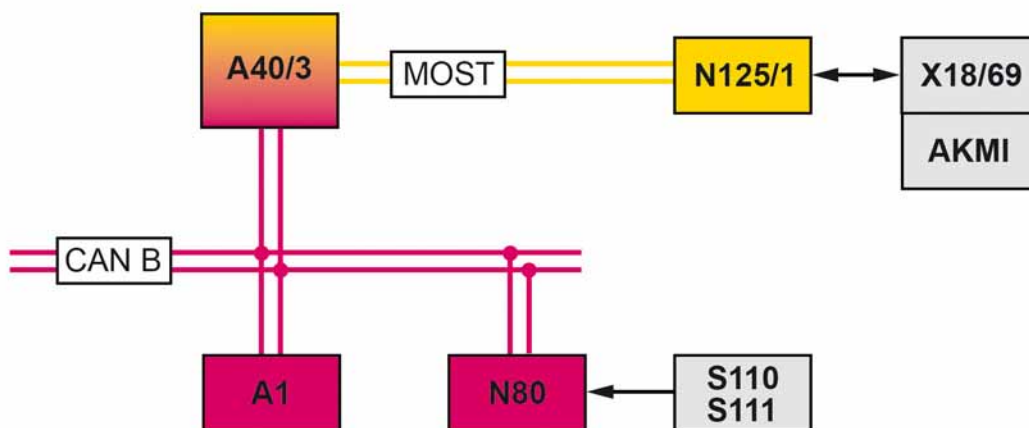 A40/3
MOST
N125/1
X18/69
AKMI
CAN B
A1
N80
S110
S111